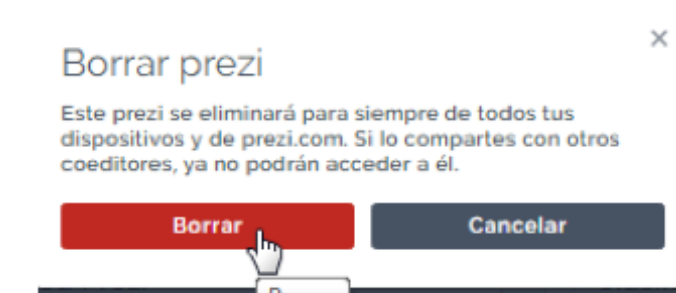 Borrar prezi
Este prezi se eliminará para siempre de todos tus
dispositivos y de prezi.com. Si lo compartes con otros
coeditores, ya no podrán acceder a él.
Borrar
Cancelar